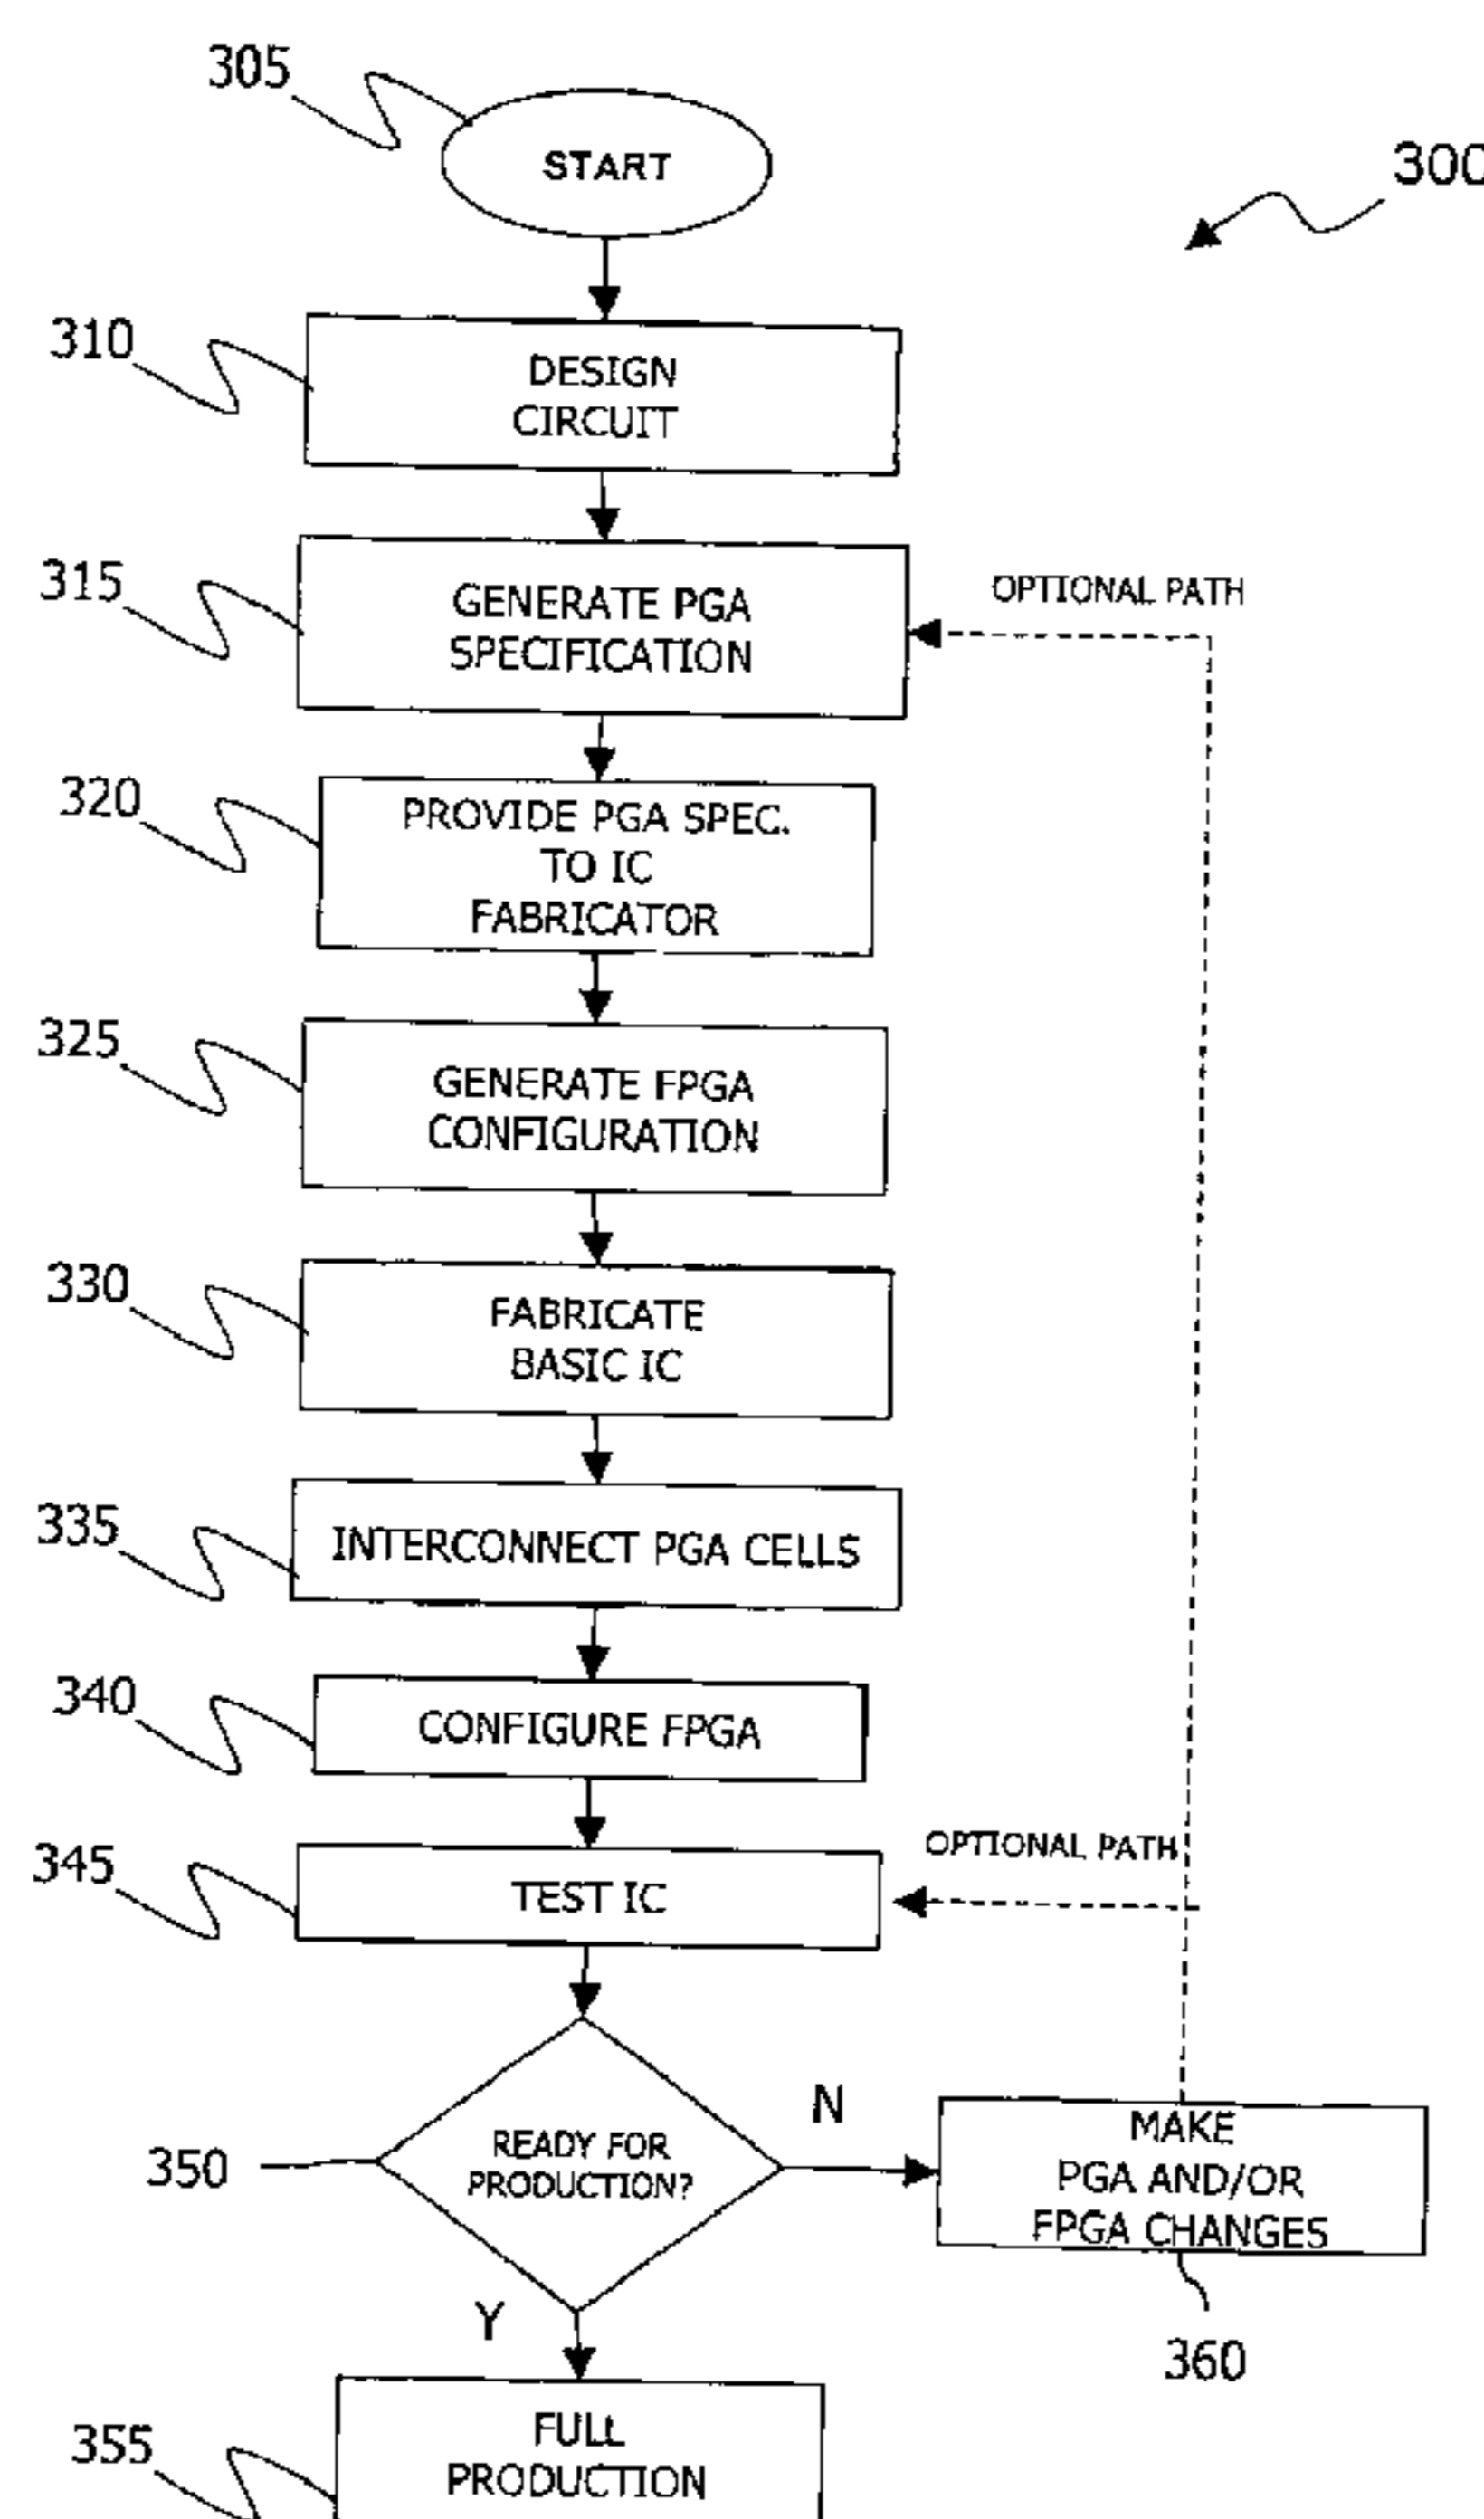 305
START
300
310
DESIGN
CIRCUIT
315
GENERATE PGA
SPECIFICATION
OPTIONAL PATH
320
PROVIDE PGA SPEC.
TO IC
FABRICATOR
325
GENERATE FPGA
CONFIGURATION
330
FABRICATE
BASIC IC
335
INTERCONNECT PGA CELLS
340
CONFIGURE FPGA
345
TEST IC
OPTIONAL PATH
350
READY FOR
PRODUCTION?
N
MAKE
PGA AND/OR
FPGA CHANGES
Y
360
355
FULL
PRODUCTION